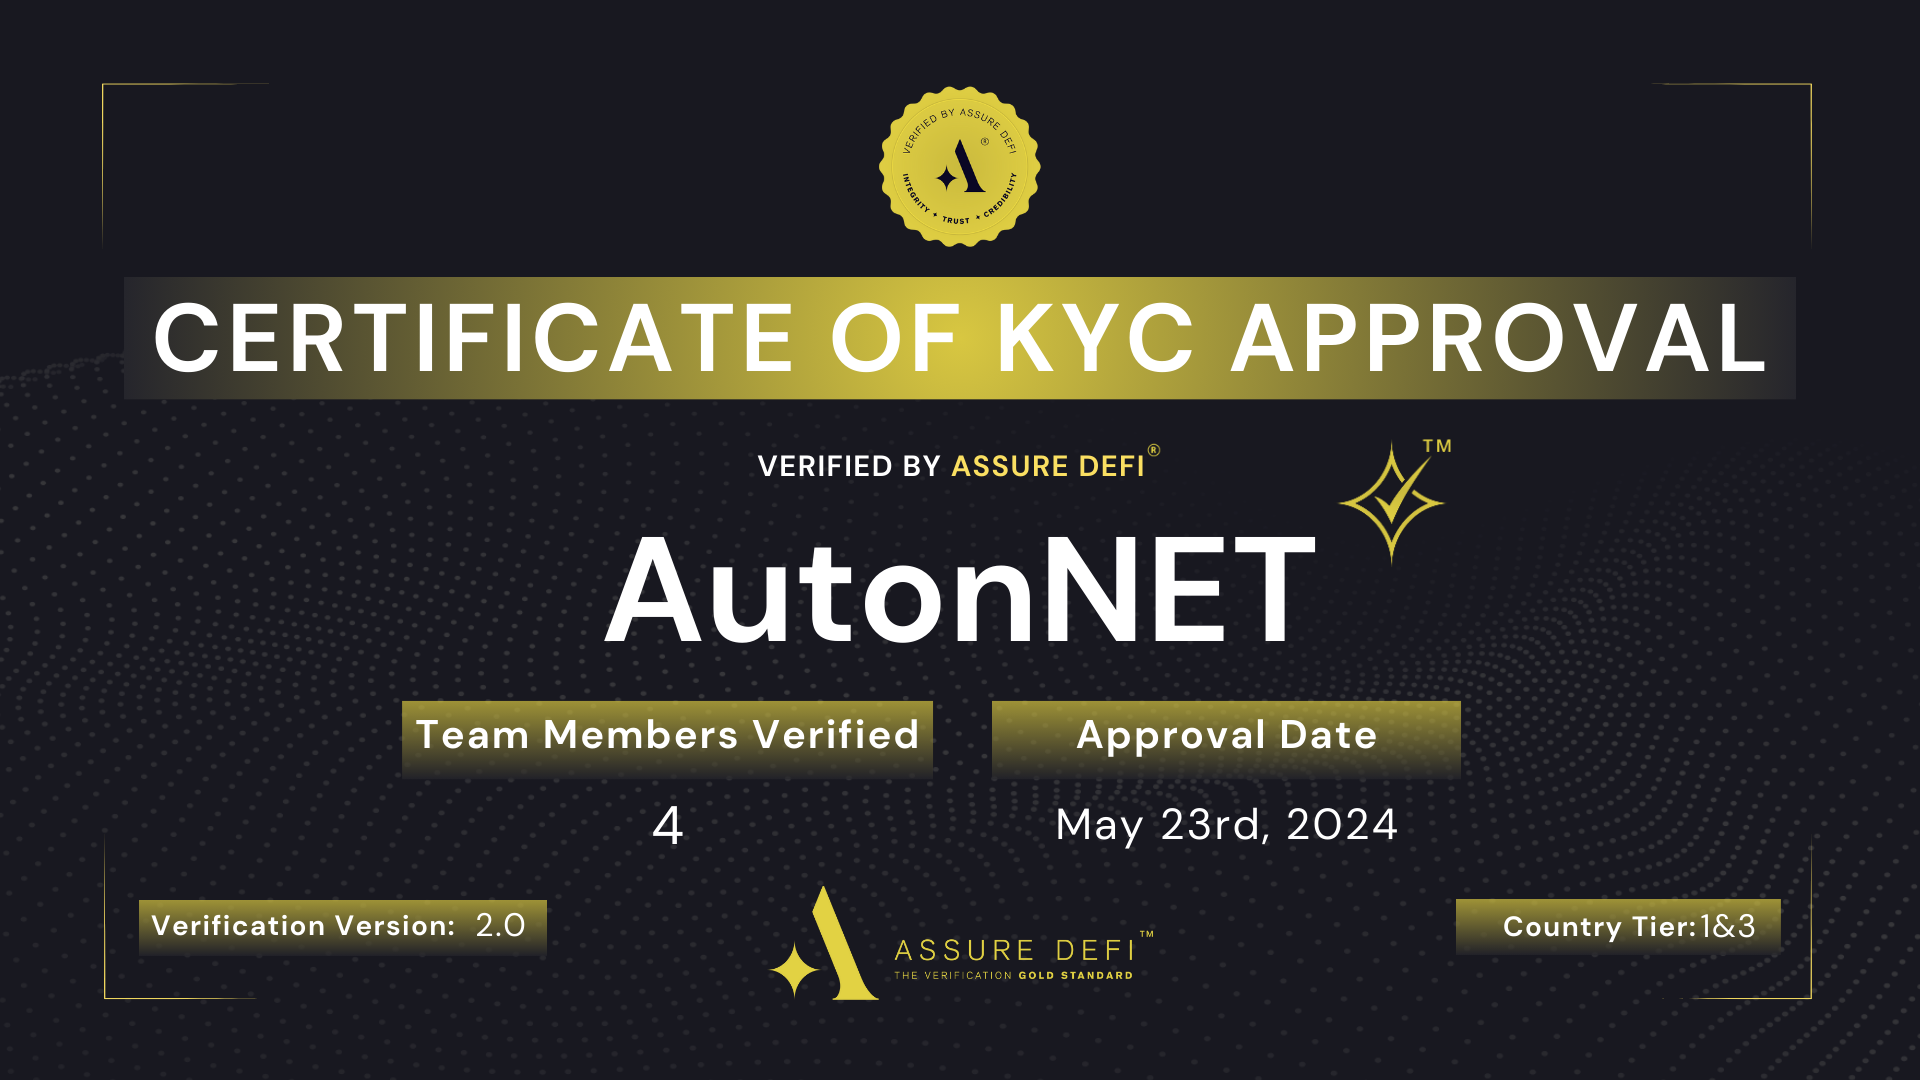 VERIFIED BY ASSURE DEFI
®
INTEGRITY ✦ TRUST ✦ CREDIBILITY
CERTIFICATE OF KYC APPROVAL
VERIFIED BY ASSURE DEFI®
TM
AutonNET
Team Members Verified
Approval Date
4
May 23rd, 2024
Verification Version: 2.0
ASSURE DEFI™
THE VERIFICATION GOLD STANDARD
Country Tier: 1&3